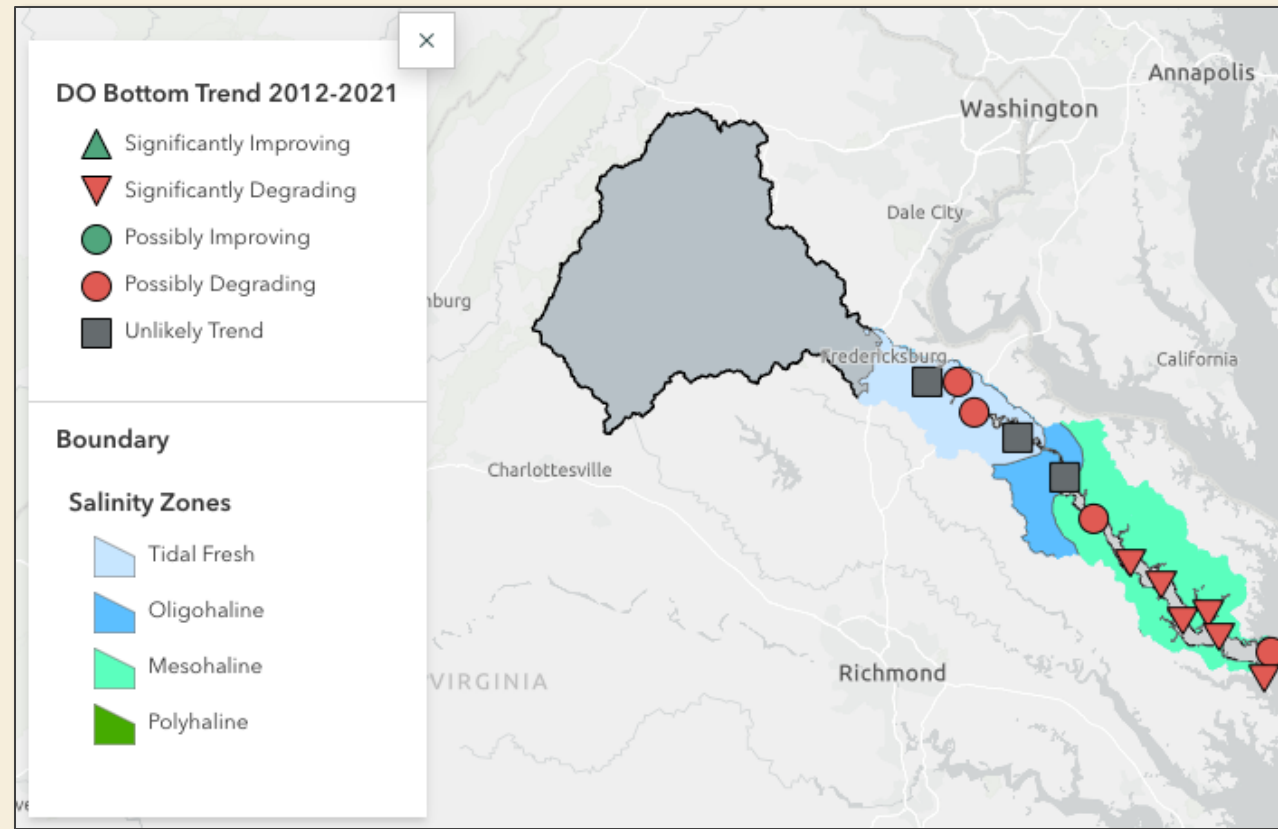 DO Bottom Trend 2012-2021
Significantly Improving
Significantly Degrading
Possibly Improving
Possibly Degrading
Unlikely Trend
Boundary
Salinity Zones
Tidal Fresh
Oligohaline
Mesohaline
Polyhaline
Annapolis
Washington
Dale City
nburg
Fredericksburg
California
Charlottesville
Richmond
VIRGINIA